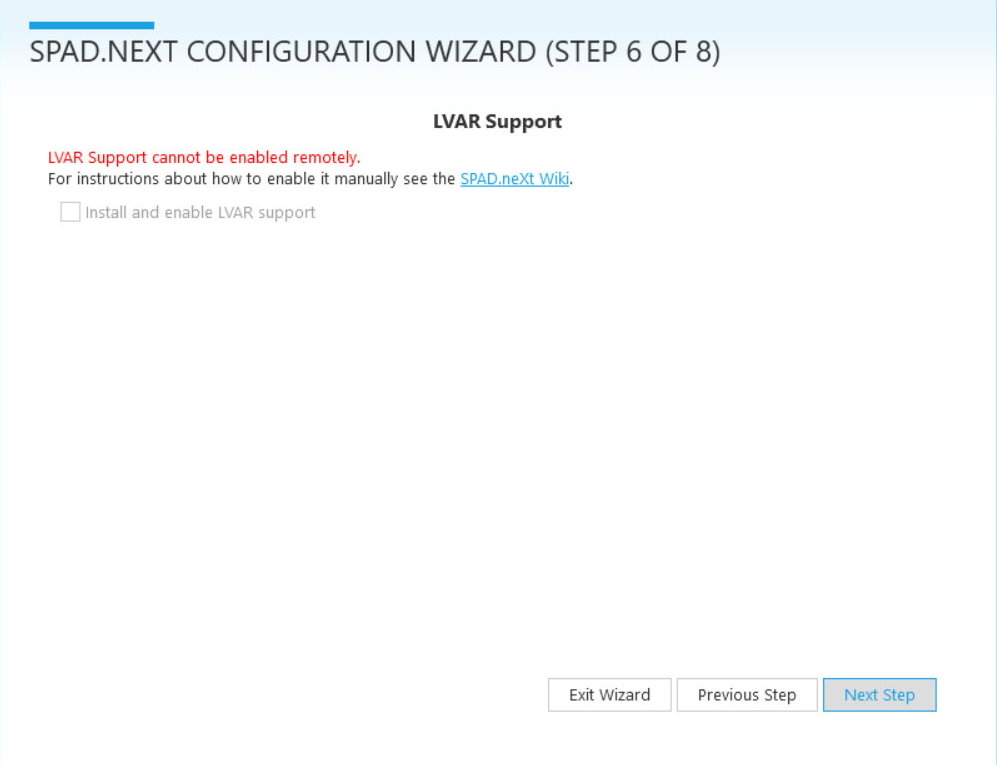 SPAD.NEXT CONFIGURATION WIZARD (STEP 6 OF 8)
LVAR Support
LVAR Support cannot be enabled remotely.
For instructions about how to enable it manually see the SPAD.neXt Wiki.
Install and enable LVAR support
Exit Wizard
Previous Step
Next Step